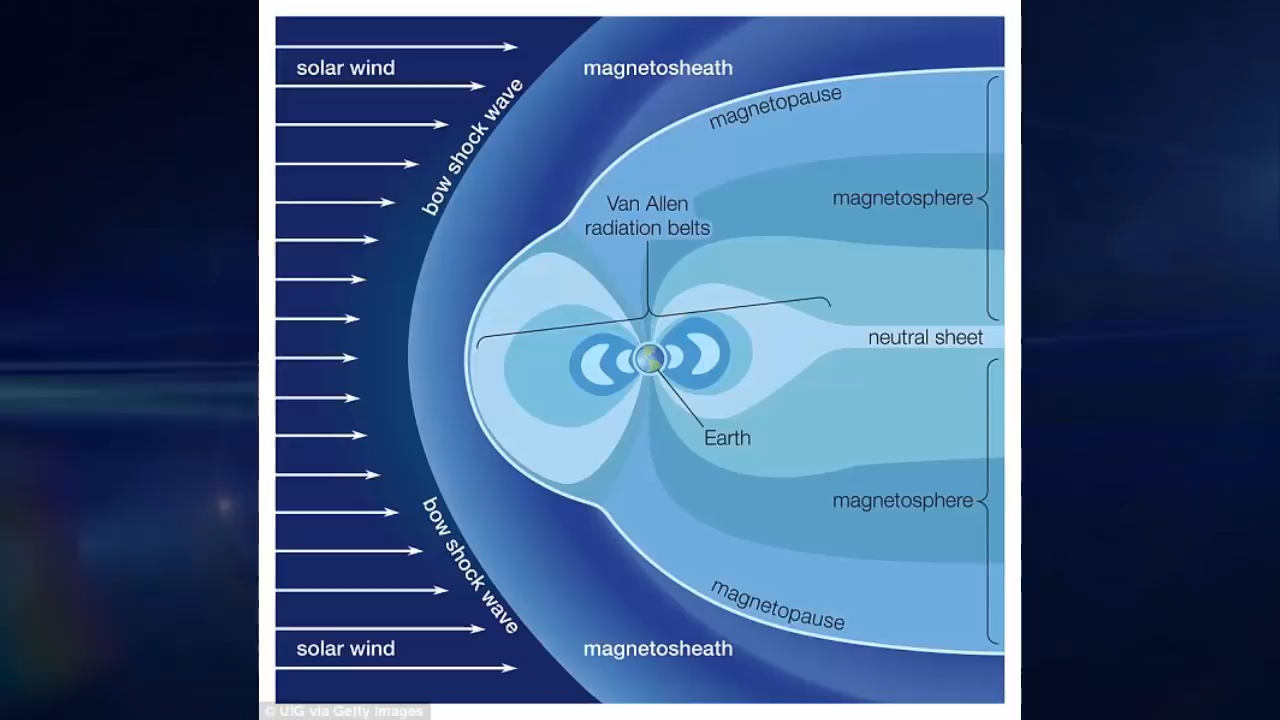 solar wind
magnetosheath
bow shock wave
magnetopause
Van Allen
radiation belts
magnetosphere
neutral sheet
Earth
magnetosphere
bow shock wave
magnetopause
solar wind
magnetosheath
© UIG via Getty Images